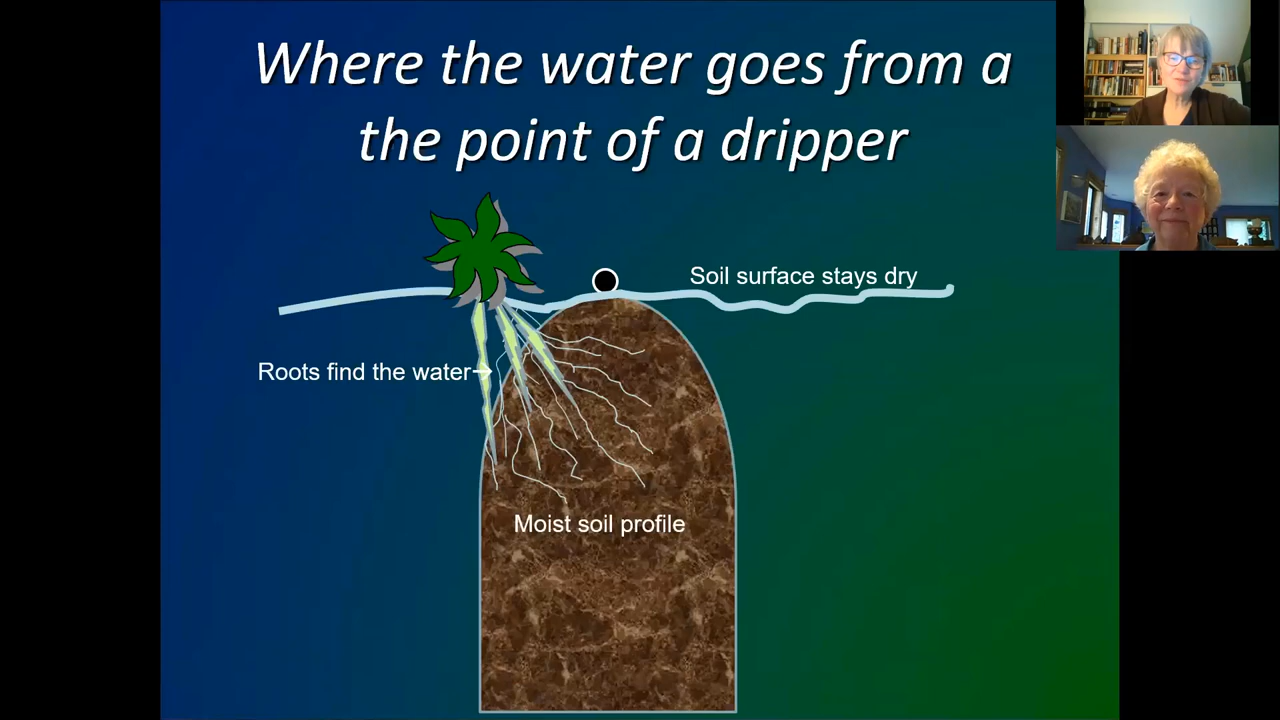 Where the water goes from a
the point of a dripper
Soil surface stays dry
Roots find the water
Moist soil profile